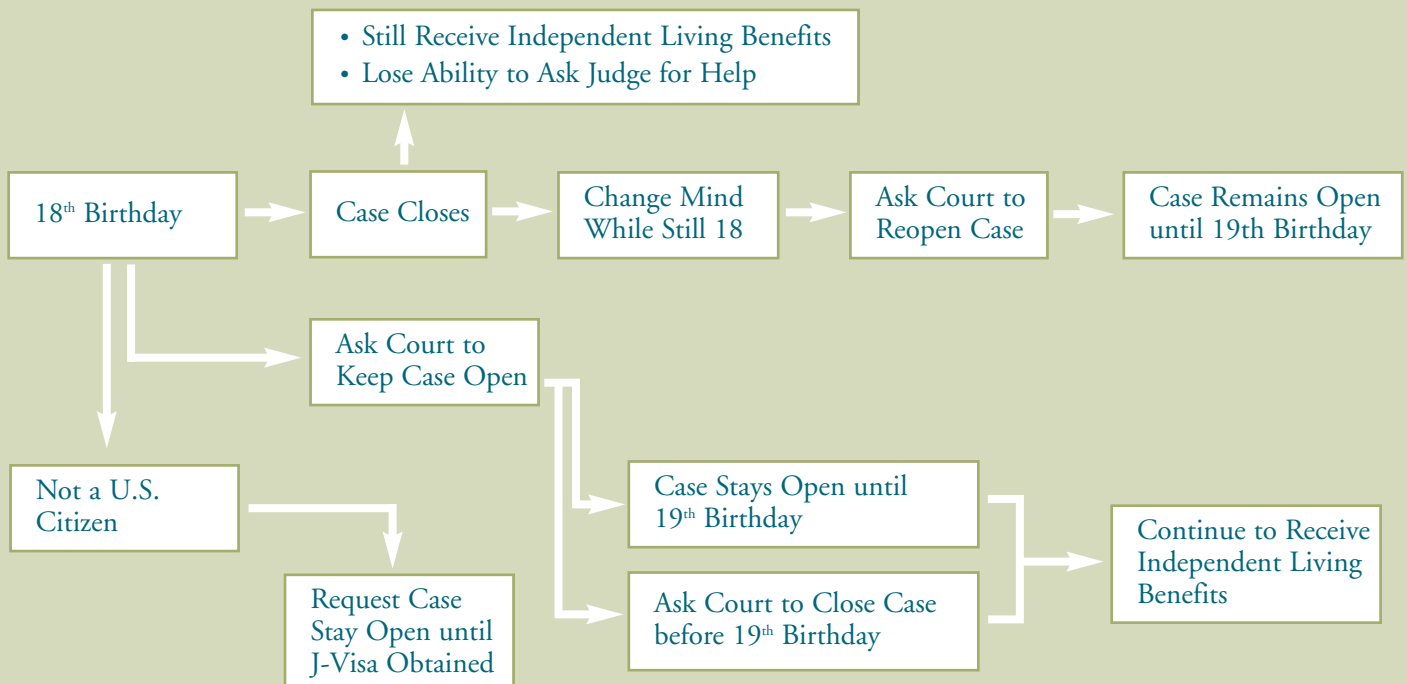 • Still Receive Independent Living Benefits
• Lose Ability to Ask Judge for Help
18th Birthday
Case Closes
Change Mind
While Still 18
Ask Court to
Reopen Case
Case Remains Open
until 19th Birthday
Ask Court to
Keep Case Open
Not a U.S.
Citizen
Case Stays Open until
19th Birthday
Continue to Receive
Independent Living
Benefits
Request Case
Stay Open until
J-Visa Obtained
Ask Court to Close Case
before 19th Birthday